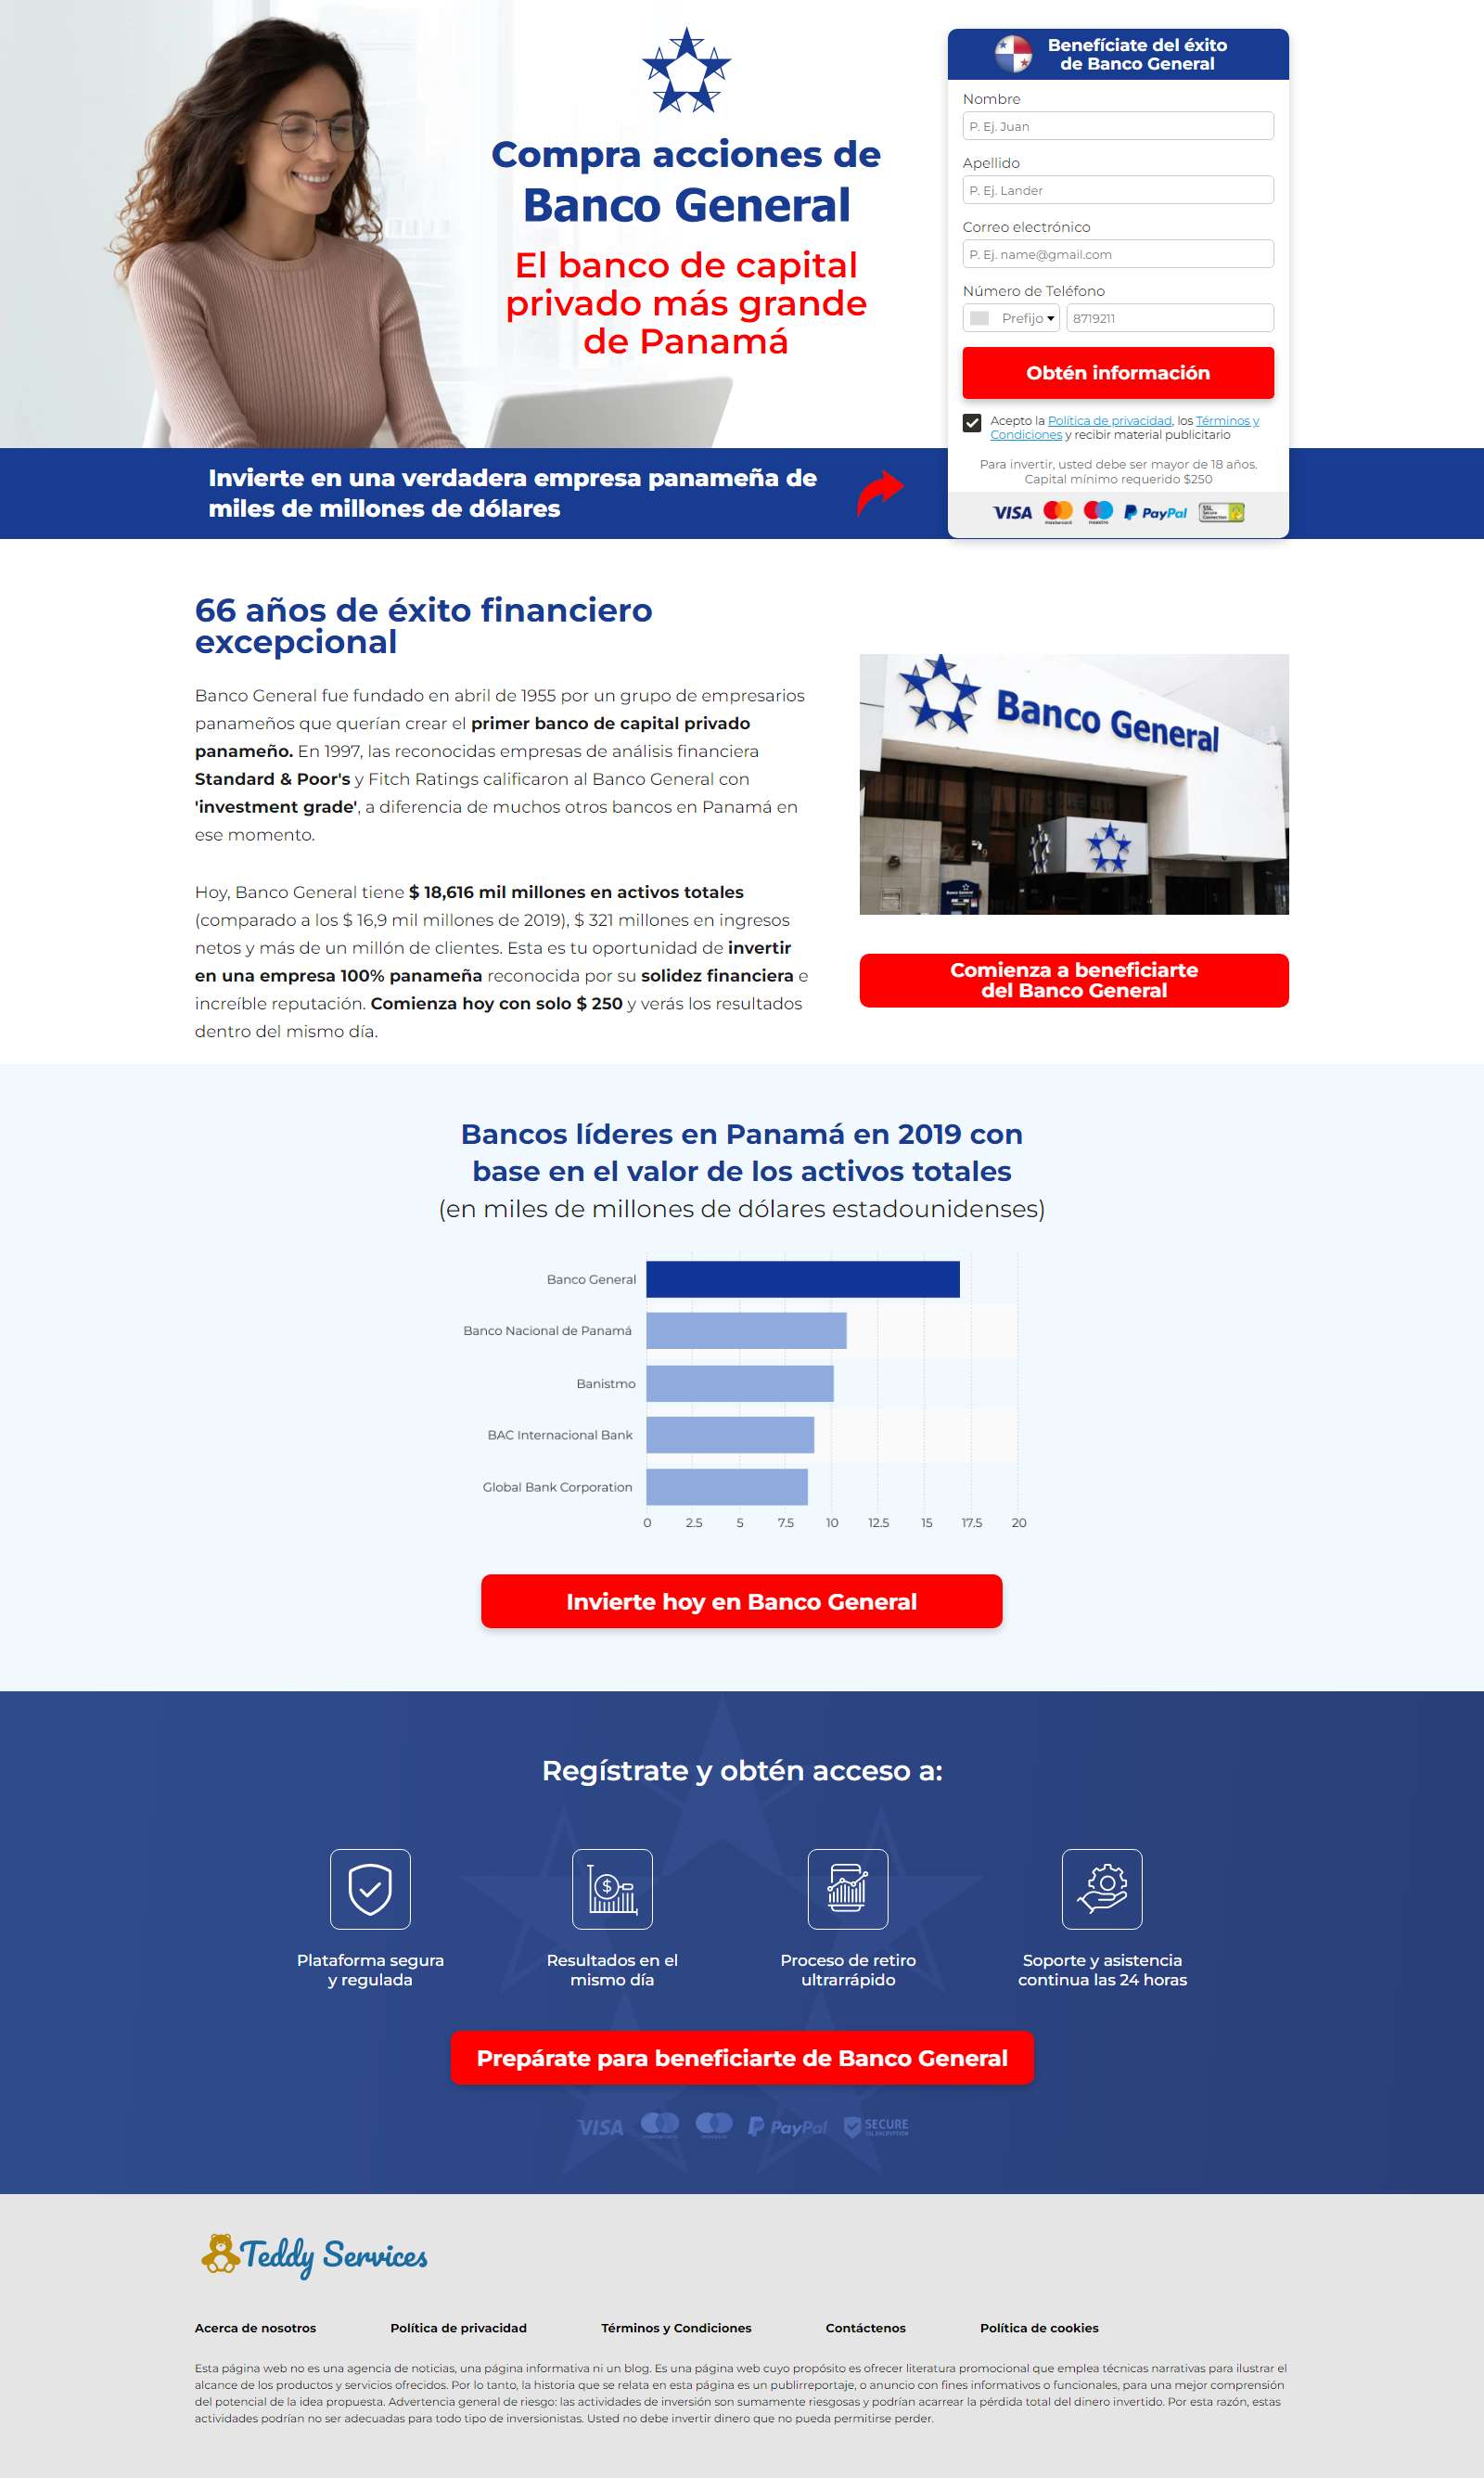 Compra acciones de
Banco General
El banco de capital
privado más grande
de Panamá
Benefíciate del éxito
de Banco General
Nombre
P. Ej. Juan
Apellido
P. Ej. Lander
Correo electrónico
P. Ej. name@gmail.com
Número de Teléfono
Prefijo 8719211
Obtén información
Acepto la Política de privacidad, los Términos y
Condiciones y recibir material publicitario
Para invertir, usted debe ser mayor de 18 años.
Capital mínimo requerido $250
VISA mastercard maestro PayPal SSL Secure Connection
Invierte en una verdadera empresa panameña de
miles de millones de dólares
66 años de éxito financiero
excepcional
Banco General fue fundado en abril de 1955 por un grupo de empresarios
panameños que querían crear el primer banco de capital privado
panameño. En 1997, las reconocidas empresas de análisis financiera
Standard & Poor's y Fitch Ratings calificaron al Banco General con
'investment grade', a diferencia de muchos otros bancos en Panamá en
ese momento.
Hoy, Banco General tiene $ 18,616 mil millones en activos totales
(comparado a los $ 16,9 mil millones de 2019), $ 321 millones en ingresos
netos y más de un millón de clientes. Esta es tu oportunidad de invertir
en una empresa 100% panameña reconocida por su solidez financiera e
increíble reputación. Comienza hoy con solo $ 250 y verás los resultados
dentro del mismo día.
Banco General
Banco General
Comienza a beneficiarte
del Banco General
Bancos líderes en Panamá en 2019 con
base en el valor de los activos totales
(en miles de millones de dólares estadounidenses)
Banco General
Banco Nacional de Panamá
Banistmo
BAC Internacional Bank
Global Bank Corporation
0 2.5 5 7.5 10 12.5 15 17.5 20
Invierte hoy en Banco General
Regístrate y obtén acceso a:
Plataforma segura
y regulada
Resultados en el
mismo día
Proceso de retiro
ultrarrápido
Soporte y asistencia
continua las 24 horas
Prepárate para beneficiarte de Banco General
VISA PayPal SECURE
SSL ENCRYPTION
Teddy Services
Acerca de nosotros Política de privacidad Términos y Condiciones Contáctenos Política de cookies
Esta página web no es una agencia de noticias, una página informativa ni un blog. Es una página web cuyo propósito es ofrecer literatura promocional que emplea técnicas narrativas para ilustrar el
alcance de los productos y servicios ofrecidos. Por lo tanto, la historia que se relata en esta página es un publirreportaje, o anuncio con fines informativos o funcionales, para una mejor comprensión
del potencial de la idea propuesta. Advertencia general de riesgo: las actividades de inversión son sumamente riesgosas y podrían acarrear la pérdida total del dinero invertido. Por esta razón, estas
actividades podrían no ser adecuadas para todo tipo de inversionistas. Usted no debe invertir dinero que no pueda permitirse perder.